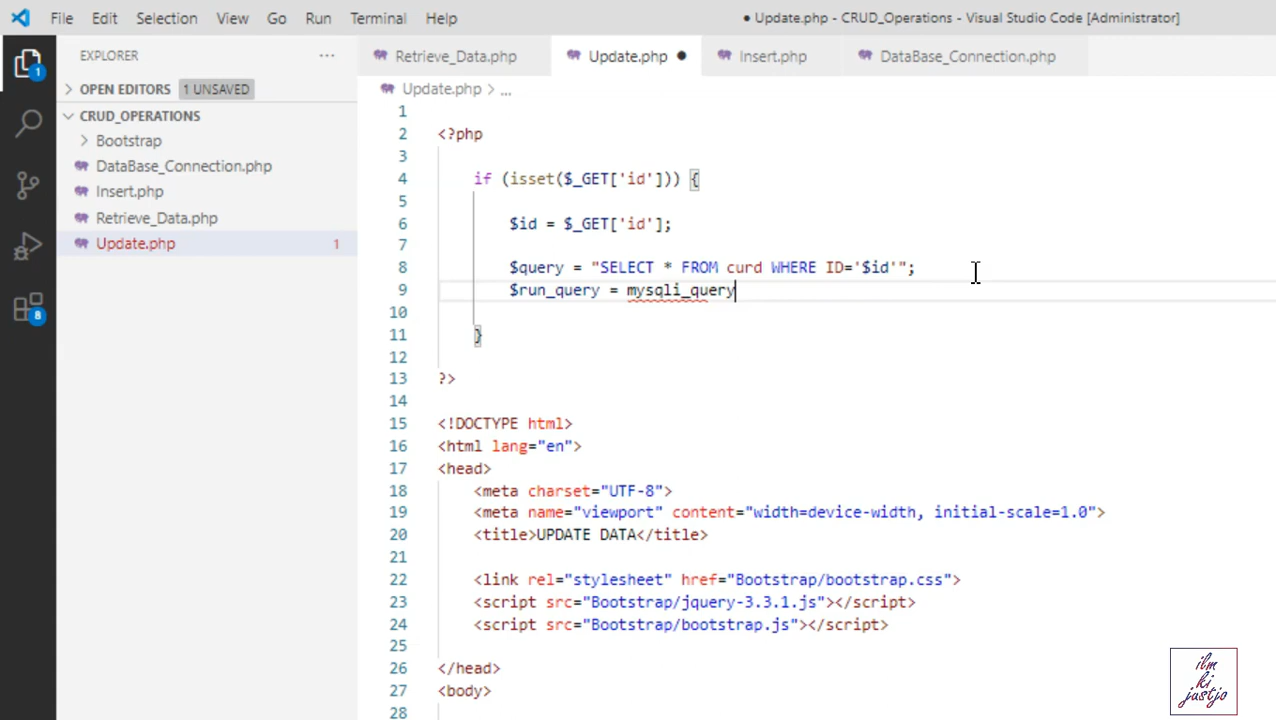 File Edit Selection View Go Run Terminal Help
● Update.php - CRUD_Operations - Visual Studio Code [Administrator]
EXPLORER ...
Retrieve_Data.php Update.php ● Insert.php DataBase_Connection.php
OPEN EDITORS 1 UNSAVED
CRUD_OPERATIONS
Bootstrap
DataBase_Connection.php
Insert.php
Retrieve_Data.php
Update.php 1
1
8
Update.php > ...
1
2 <?php
3
4 if (isset($_GET['id'])) {
5
6 $id = $_GET['id'];
7
8 $query = "SELECT * FROM curd WHERE ID='$id'";
9 $run_query = mysqli_query
10
11 }
12
13 ?>
14
15 <!DOCTYPE html>
16 <html lang="en">
17 <head>
18 <meta charset="UTF-8">
19 <meta name="viewport" content="width=device-width, initial-scale=1.0">
20 <title>UPDATE DATA</title>
21
22 <link rel="stylesheet" href="Bootstrap/bootstrap.css">
23 <script src="Bootstrap/jquery-3.3.1.js"></script>
24 <script src="Bootstrap/bootstrap.js"></script>
25
26 </head>
27 <body>
28
ilm
ki
justjo